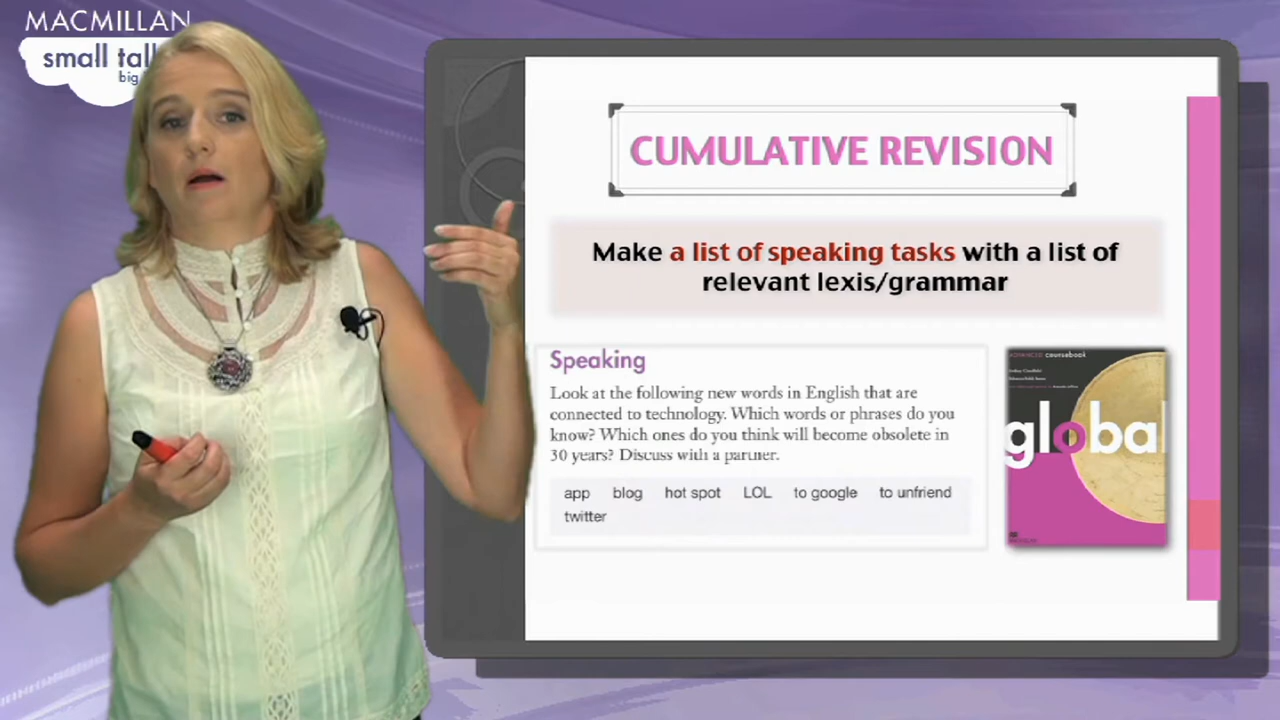 MACMILLAN
small tal
big
CUMULATIVE REVISION
Make a list of speaking tasks with a list of
relevant lexis/grammar
Speaking
Look at the following new words in English that are
connected to technology. Which words or phrases do you
know? Which ones do you think will become obsolete in
30 years? Discuss with a partner.
app blog hot spot LOL to google to unfriend
twitter
ADVANCED coursebook
global